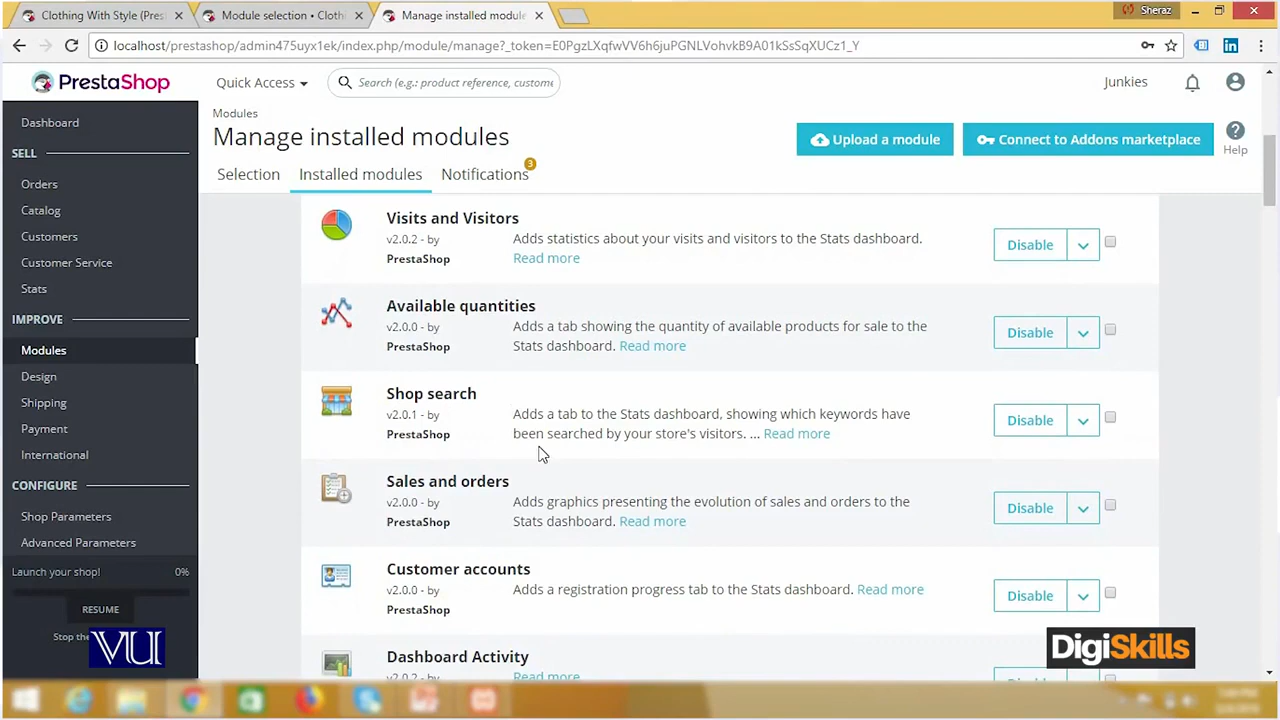 Clothing With Style (Pres
Module selection • Clothi
Manage installed module
Sheraz
localhost/prestashop/admin475uyx1ek/index.php/module/manage?_token=E0PgzLXqfwVV6h6juPGNLVohvkB9A01kSsSqXUCz1_Y
PrestaShop
Quick Access
Search (e.g.: product reference, custome
Junkies
Modules
Manage installed modules
Upload a module
Connect to Addons marketplace
Help
Selection
Installed modules
Notifications
3
Dashboard
SELL
Orders
Catalog
Customers
Customer Service
Stats
IMPROVE
Modules
Design
Shipping
Payment
International
CONFIGURE
Shop Parameters
Advanced Parameters
Launch your shop! 0%
RESUME
Stop the
VU
Visits and Visitors
v2.0.2 - by
PrestaShop
Adds statistics about your visits and visitors to the Stats dashboard.
Read more
Disable
Available quantities
v2.0.0 - by
PrestaShop
Adds a tab showing the quantity of available products for sale to the
Stats dashboard. Read more
Disable
Shop search
v2.0.1 - by
PrestaShop
Adds a tab to the Stats dashboard, showing which keywords have
been searched by your store's visitors. ... Read more
Disable
Sales and orders
v2.0.0 - by
PrestaShop
Adds graphics presenting the evolution of sales and orders to the
Stats dashboard. Read more
Disable
Customer accounts
v2.0.0 - by
PrestaShop
Adds a registration progress tab to the Stats dashboard. Read more
Disable
Dashboard Activity
v2.0.2 - by
Read more
DigiSkills